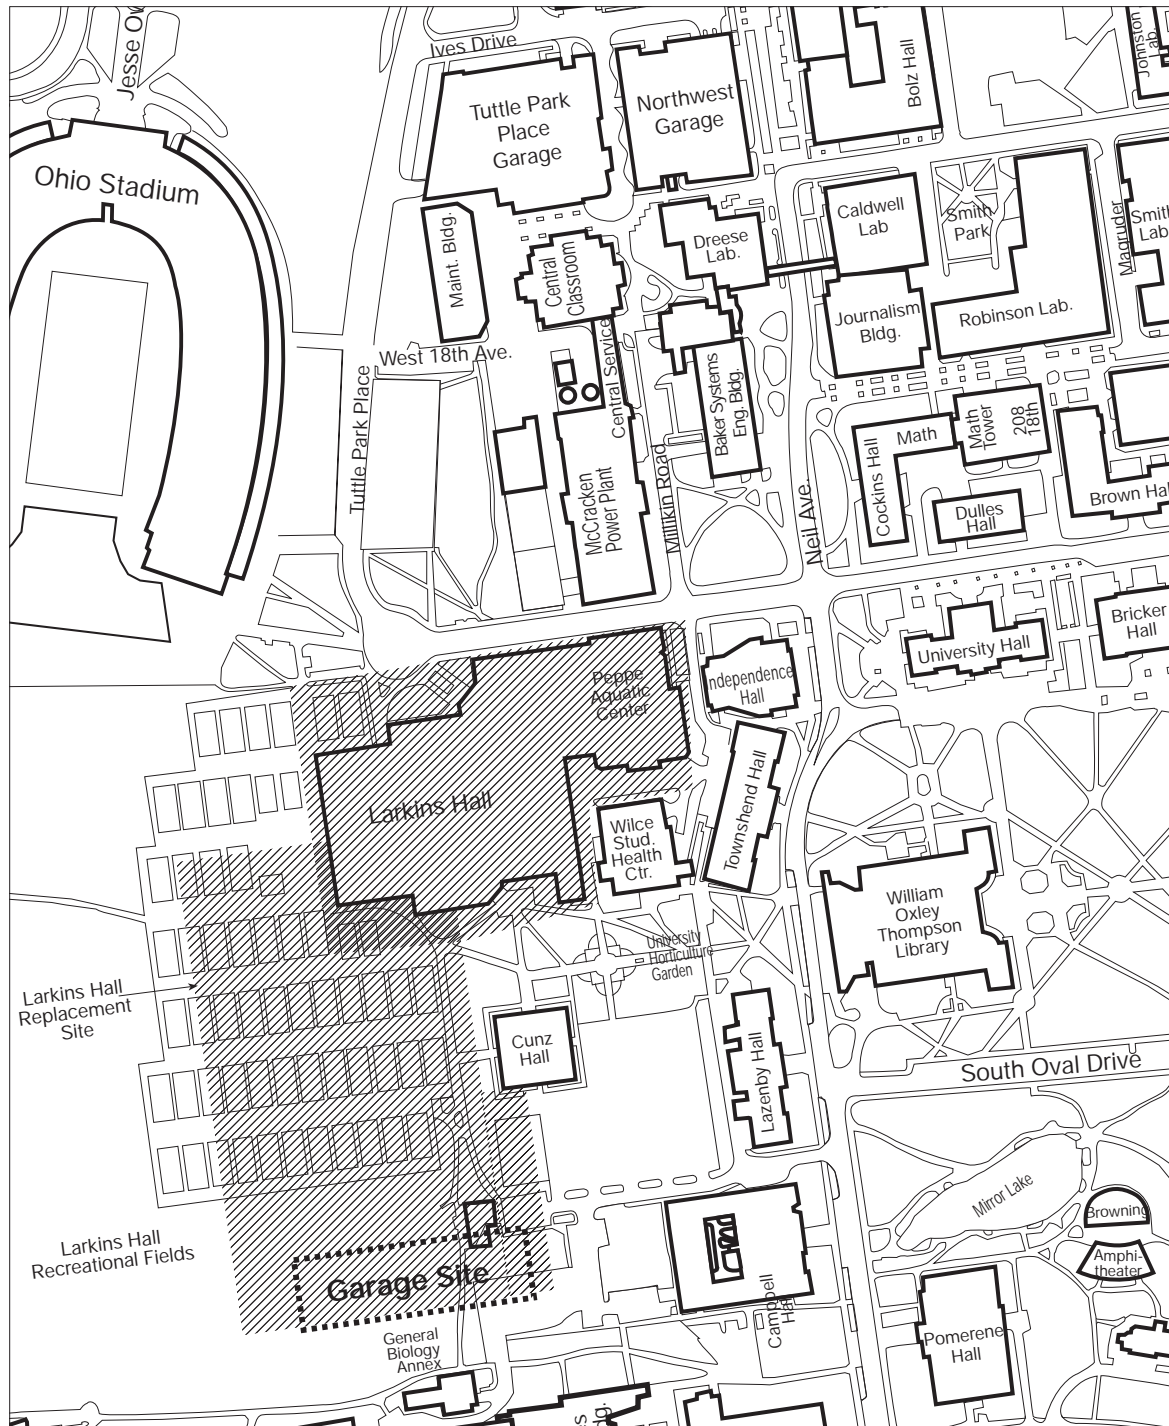 Ives Drive
Jesse Ow
Tuttle Park
Place
Garage
Northwest
Garage
Bolz Hall
Johnston
Lab.
Ohio Stadium
Maint. Bldg.
Central
Classroom
Dreese
Lab.
Caldwell
Lab
Smith
Park
Magruder
Smith
Lab.
Journalism
Bldg.
Robinson Lab.
West 18th Ave.
Central Service
Tuttle Park Place
Baker Systems
Eng. Bldg.
Cockins Hall
Math
Math
Tower
208
18th
Brown Hal
Dulles
Hall
McCracken
Power Plant
Millikin Road
Neil Ave.
Bricker
Hall
University Hall
Peppe
Aquatic
Center
ndependence
Hall
Larkins Hall
Townshend Hall
Wilce
Stud.
Health
Ctr.
William
Oxley
Thompson
Library
University
Horticulture
Garden
Larkins Hall
Replacement
Site
Cunz
Hall
Lazenby Hall
South Oval Drive
Mirror Lake
Browning
Amphi-
theater
Larkins Hall
Recreational Fields
Garage Site
Campbell
Hall
General
Biology
Annex
Pomerene
Hall